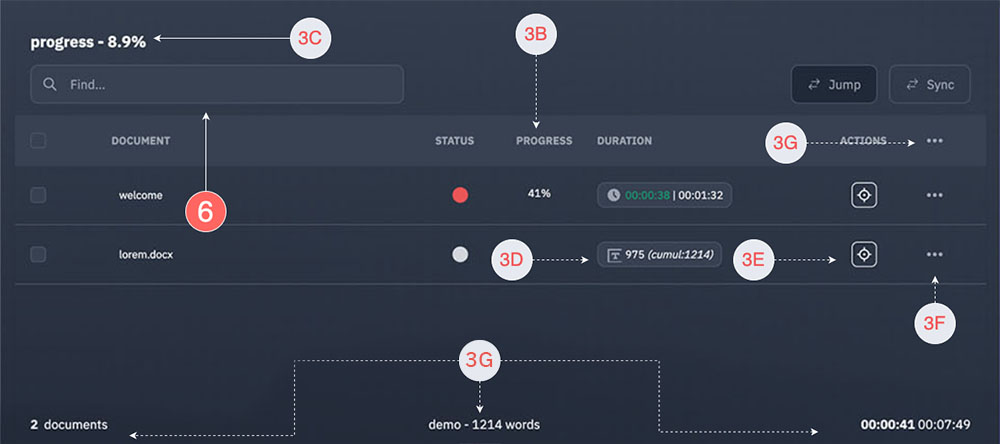 progress - 8.9%
3C
3B
Find...
Jump
Sync
DOCUMENT
STATUS
PROGRESS
DURATION
3G
ACTIONS
welcome
41%
00:00:38 | 00:01:32
6
lorem.docx
3D
975 (cumul:1214)
3E
3F
3G
2 documents
demo - 1214 words
00:00:41 00:07:49